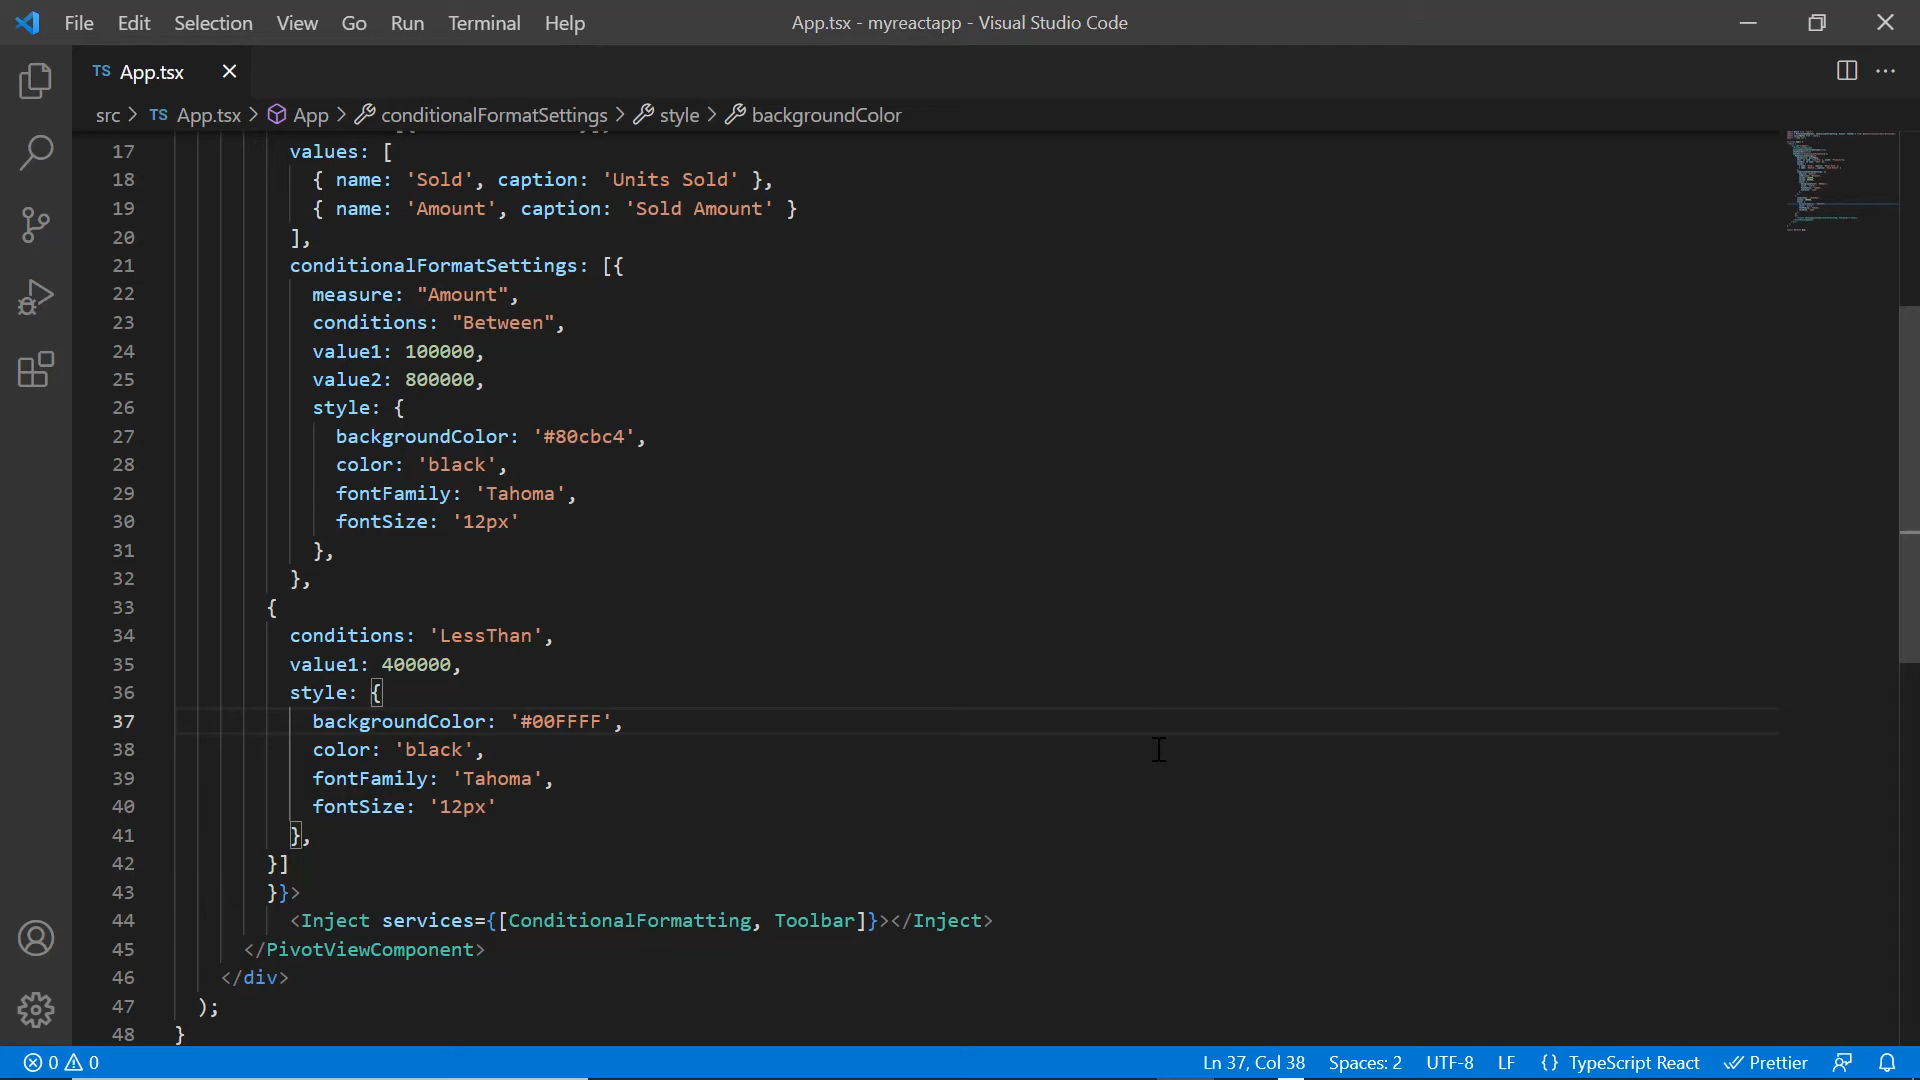 File Edit Selection View Go Run Terminal Help App.tsx - myreactapp - Visual Studio Code
TS App.tsx
src > TS App.tsx > App > conditionalFormatSettings > style > backgroundColor
17 values: [
18 { name: 'Sold', caption: 'Units Sold' },
19 { name: 'Amount', caption: 'Sold Amount' }
20 ],
21 conditionalFormatSettings: [{
22 measure: "Amount",
23 conditions: "Between",
24 value1: 100000,
25 value2: 800000,
26 style: {
27 backgroundColor: '#80cbc4',
28 color: 'black',
29 fontFamily: 'Tahoma',
30 fontSize: '12px'
31 },
32 },
33 {
34 conditions: 'LessThan',
35 value1: 400000,
36 style: {
37 backgroundColor: '#00FFFF',
38 color: 'black',
39 fontFamily: 'Tahoma',
40 fontSize: '12px'
41 },
42 }]
43 }}>
44 <Inject services={[ConditionalFormatting, Toolbar]}></Inject>
45 </PivotViewComponent>
46 </div>
47 );
48 }
0 0 Ln 37, Col 38 Spaces: 2 UTF-8 LF {} TypeScript React Prettier